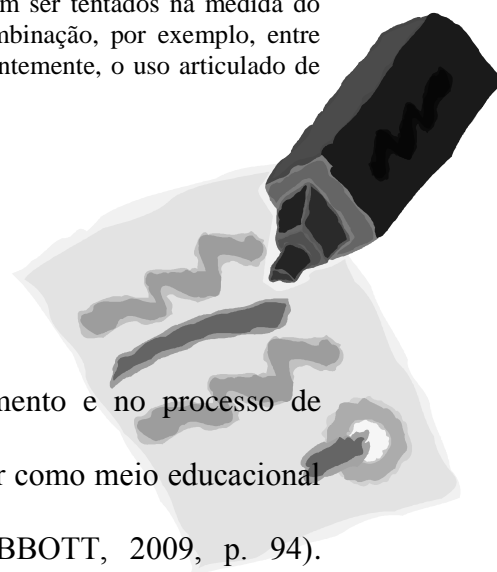 m ser tentados na medida do
mbinação, por exemplo, entre
ntemente, o uso articulado de
mento e no processo de
r como meio educacional
BBOTT, 2009, p. 94).